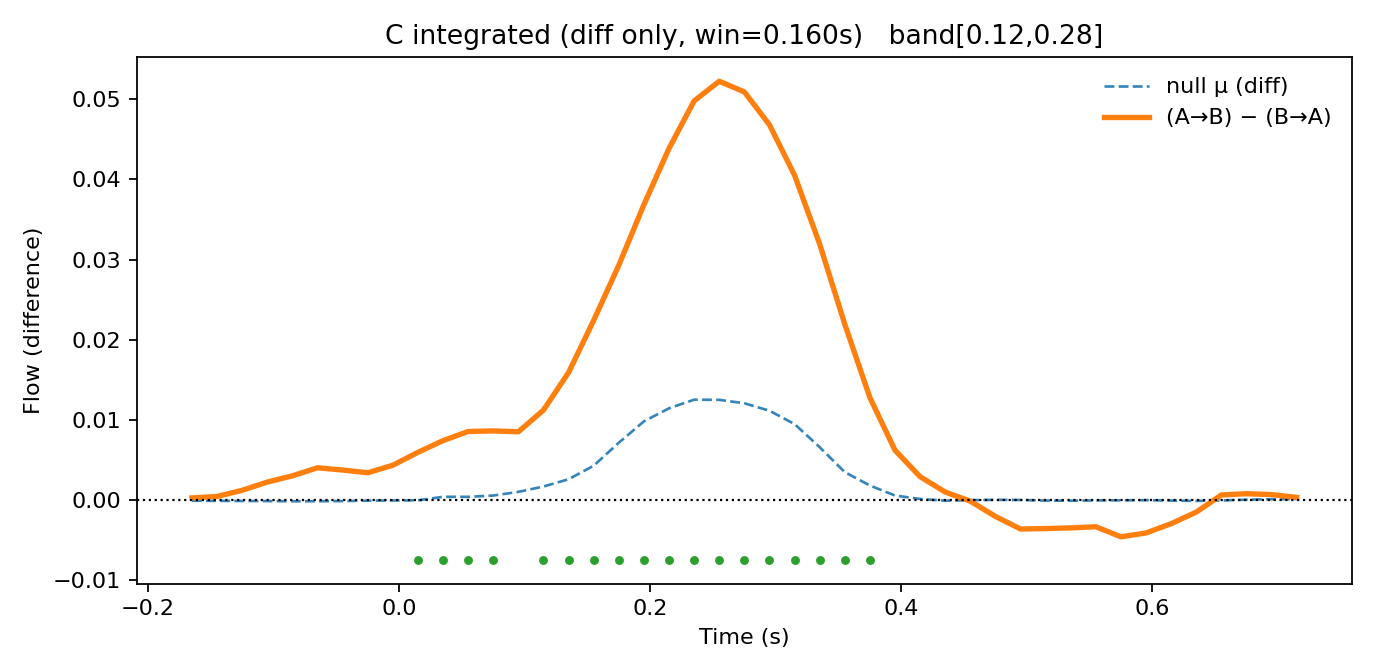 C integrated (diff only, win=0.160s)   band[0.12,0.28]
null μ (diff)
(A→B) − (B→A)
Flow (difference)
0.05
0.04
0.03
0.02
0.01
0.00
−0.01
−0.2
0.0
0.2
0.4
0.6
Time (s)